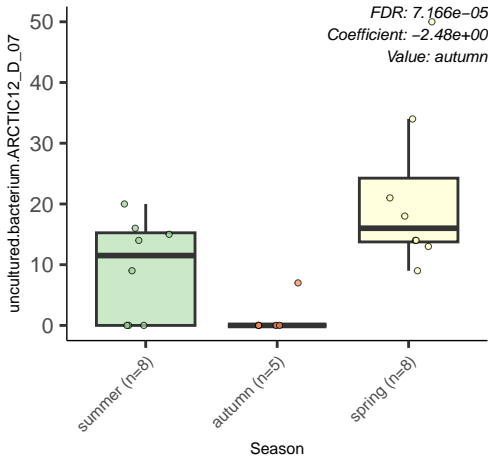 FDR: 7.166e−05
Coefficient: −2.48e+00
Value: autumn
uncultured.bacterium.ARCTIC12_D_07
50
40
30
20
10
0
summer (n=8)
autumn (n=5)
spring (n=8)
Season